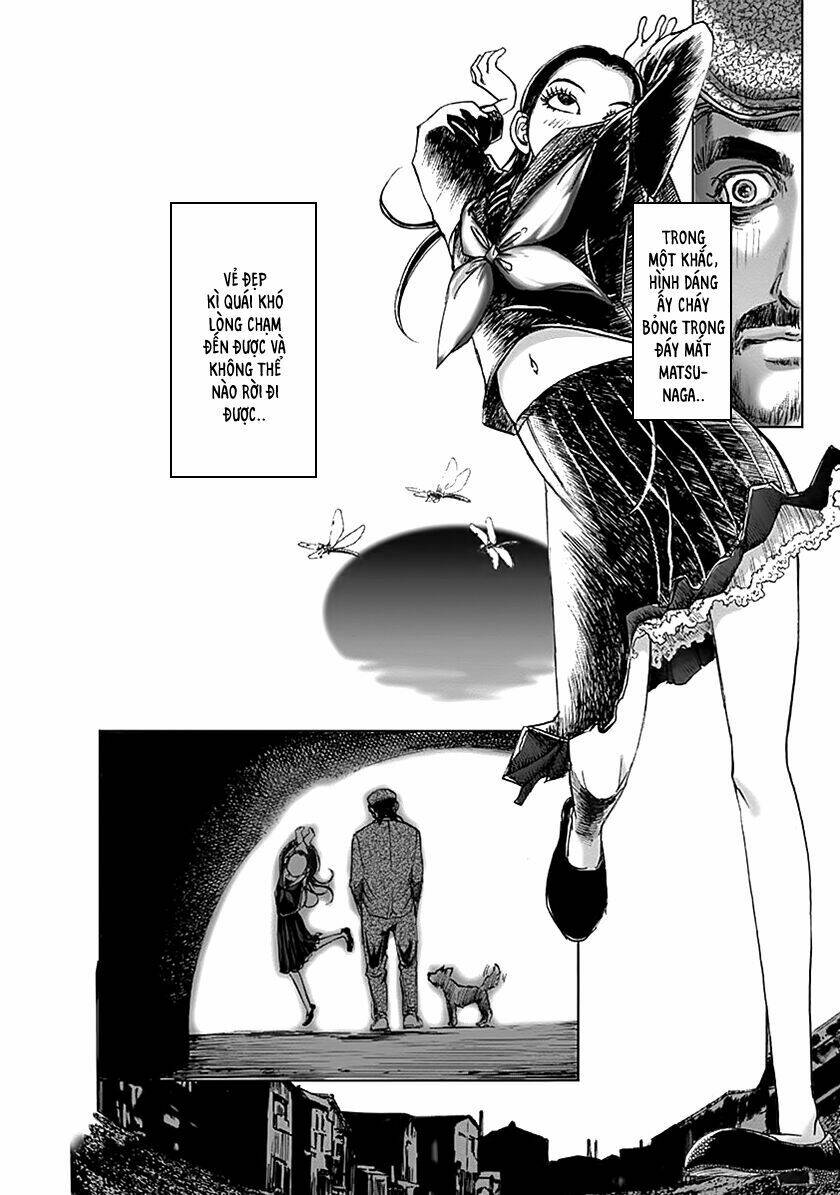 TRONG
MỘT KHẮC,
HÌNH DÁNG
ẤY CHÁY
BỎNG TRỌNG
ĐÁY MẮT
MATSU-
NAGA..
VẺ ĐẸP
KÌ QUÁI KHÓ
LÒNG CHẠM
ĐẾN ĐƯỢC VÀ
KHÔNG THỂ
NÀO RỜI ĐI
ĐƯỢC..